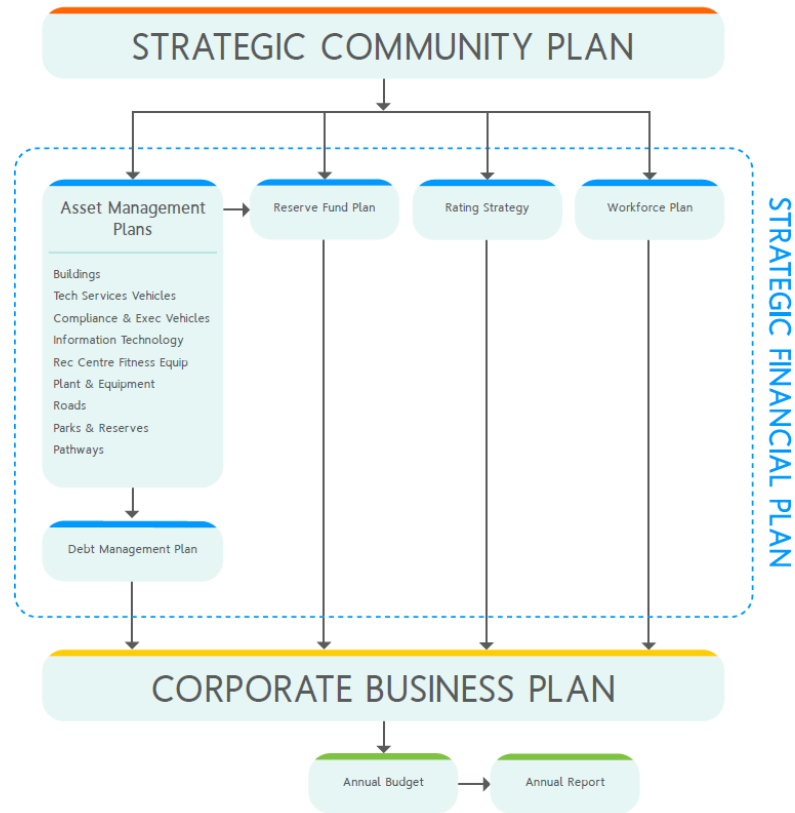 STRATEGIC COMMUNITY PLAN
Asset Management
Plans
Buildings
Tech Services Vehicles
Compliance & Exec Vehicles
Information Technology
Rec Centre Fitness Equip
Plant & Equipment
Roads
Parks & Reserves
Pathways
Reserve Fund Plan
Rating Strategy
Workforce Plan
Debt Management Plan
STRATEGIC FINANCIAL PLAN
CORPORATE BUSINESS PLAN
Annual Budget
Annual Report